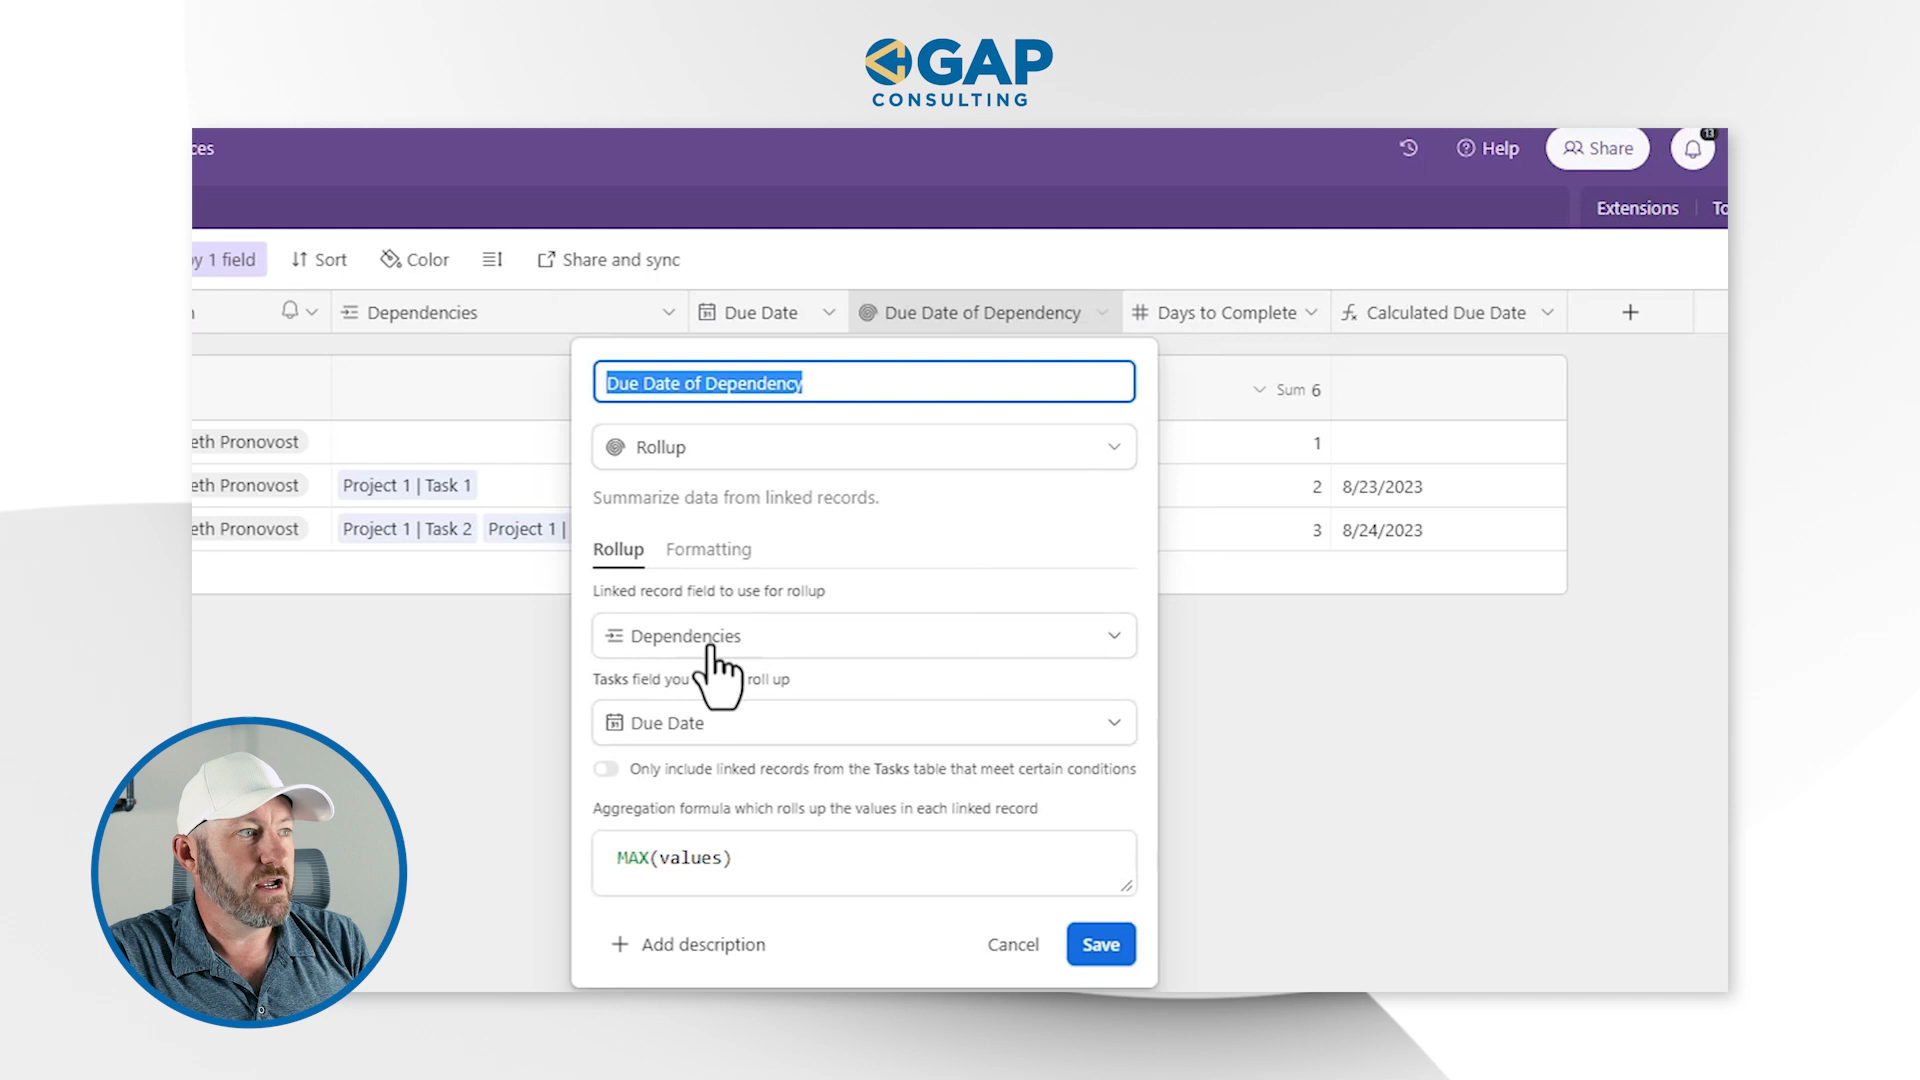 GAP
CONSULTING
ces
Help
Share
13
Extensions
To
by 1 field
Sort
Color
Share and sync
Dependencies
Due Date
Due Date of Dependency
Days to Complete
Calculated Due Date
Due Date of Dependency
Sum 6
Rollup
eth Pronovost
1
Summarize data from linked records.
eth Pronovost
Project 1 | Task 1
2
8/23/2023
eth Pronovost
Project 1 | Task 2
Project 1 |
3
8/24/2023
Rollup
Formatting
Linked record field to use for rollup
Dependencies
Tasks field you roll up
Due Date
Only include linked records from the Tasks table that meet certain conditions
Aggregation formula which rolls up the values in each linked record
MAX(values)
Add description
Cancel
Save